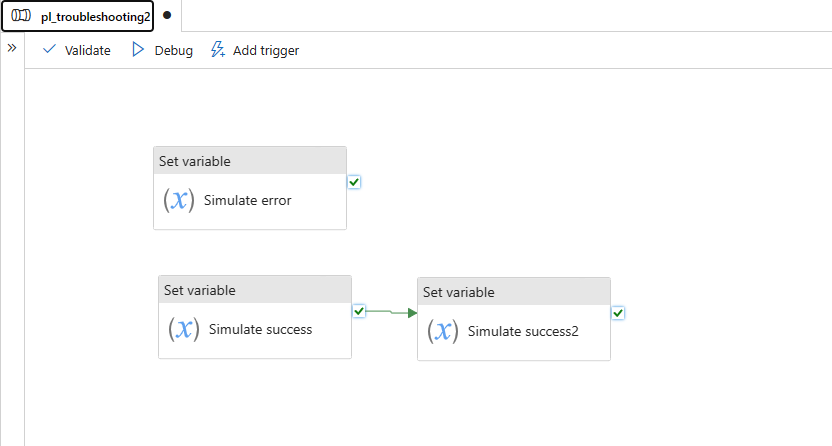 pl_troubleshooting2
Validate Debug Add trigger
Set variable
(x) Simulate error
Set variable
(x) Simulate success
Set variable
(x) Simulate success2